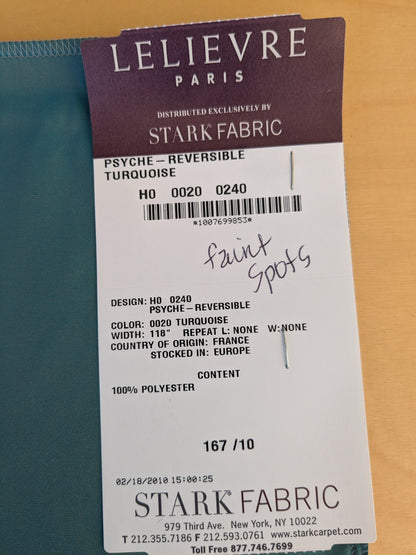 LELIEVRE
PARIS
DISTRIBUTED EXCLUSIVELY BY
STARK FABRIC
PSYCHE-REVERSIBLE
TURQUOISE
H0 0020 0240
*1007699853*
faint
spots
DESIGN: H0 0240
PSYCHE-REVERSIBLE
COLOR: 0020 TURQUOISE
WIDTH: 118" REPEAT L: NONE W: NONE
COUNTRY OF ORIGIN: FRANCE
STOCKED IN: EUROPE
CONTENT
100% POLYESTER
167 /10
02/18/2010 15:00:25
STARK FABRIC
979 Third Ave. New York, NY 10022
T 212.355.7186 F 212.593.0761 www.starkcarpet.com
Toll Free 877.746.7699